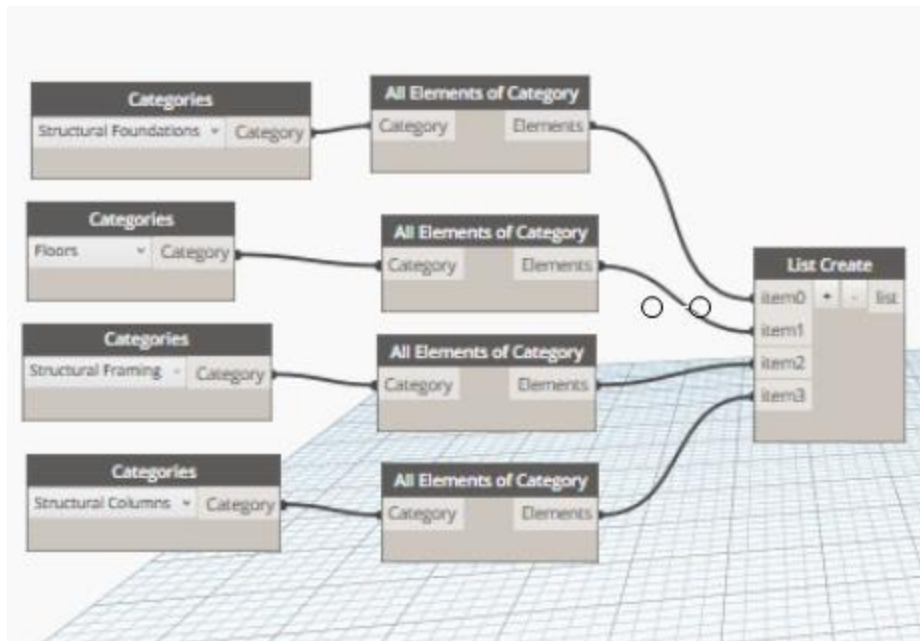 Categories
Structural Foundations Category
All Elements of Category
Category Elements
Categories
Floors Category
All Elements of Category
Category Elements
List Create
item0 + - list
item1
item2
item3
Categories
Structural Framing Category
All Elements of Category
Category Elements
Categories
Structural Columns Category
All Elements of Category
Category Elements